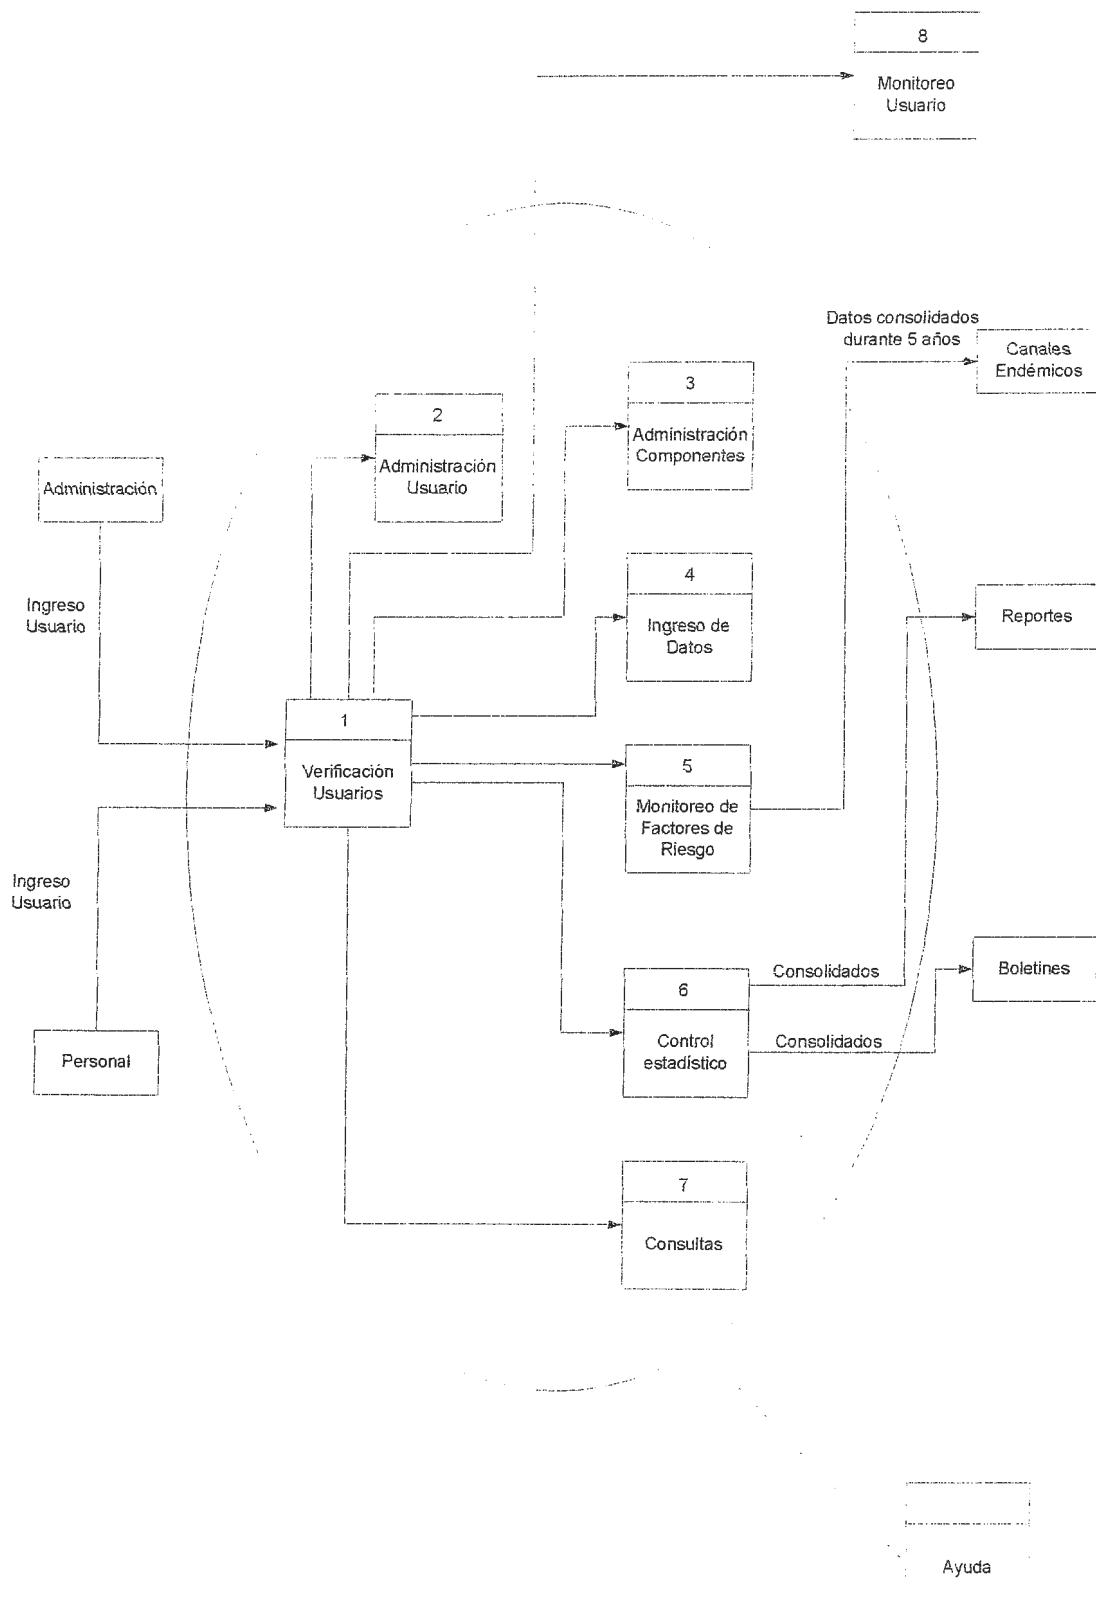 8
Monitoreo
Usuario
Datos consolidados
durante 5 años
Canales
Endémicos
3
Administración
Componentes
2
Administración
Usuario
Administración
4
Ingreso de
Datos
Ingreso
Usuario
Reportes
1
Verificación
Usuarios
5
Monitoreo de
Factores de
Riesgo
Ingreso
Usuario
Consolidados
Boletines
6
Control
estadístico
Consolidados
Personal
7
Consultas
Ayuda